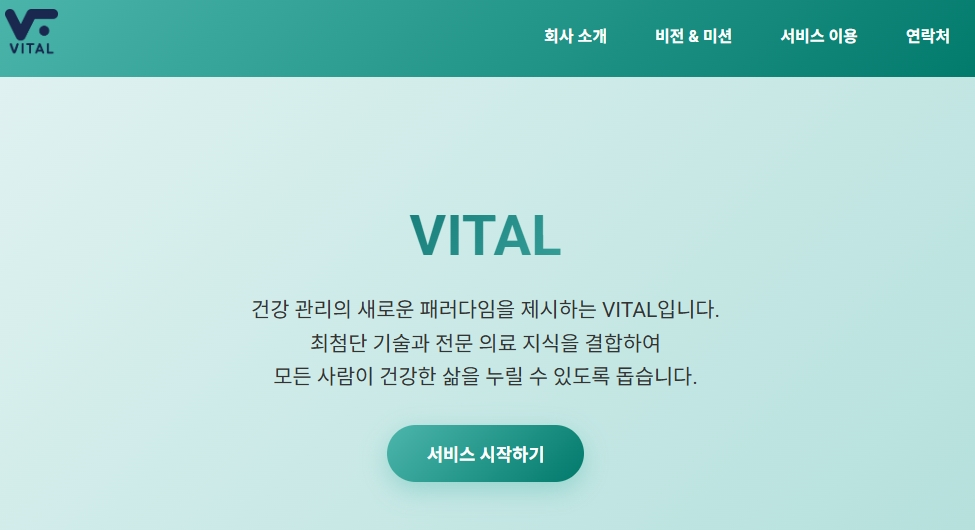 VITAL
회사 소개 비전 & 미션 서비스 이용 연락처
VITAL
건강 관리의 새로운 패러다임을 제시하는 VITAL입니다.
최첨단 기술과 전문 의료 지식을 결합하여
모든 사람이 건강한 삶을 누릴 수 있도록 돕습니다.
서비스 시작하기